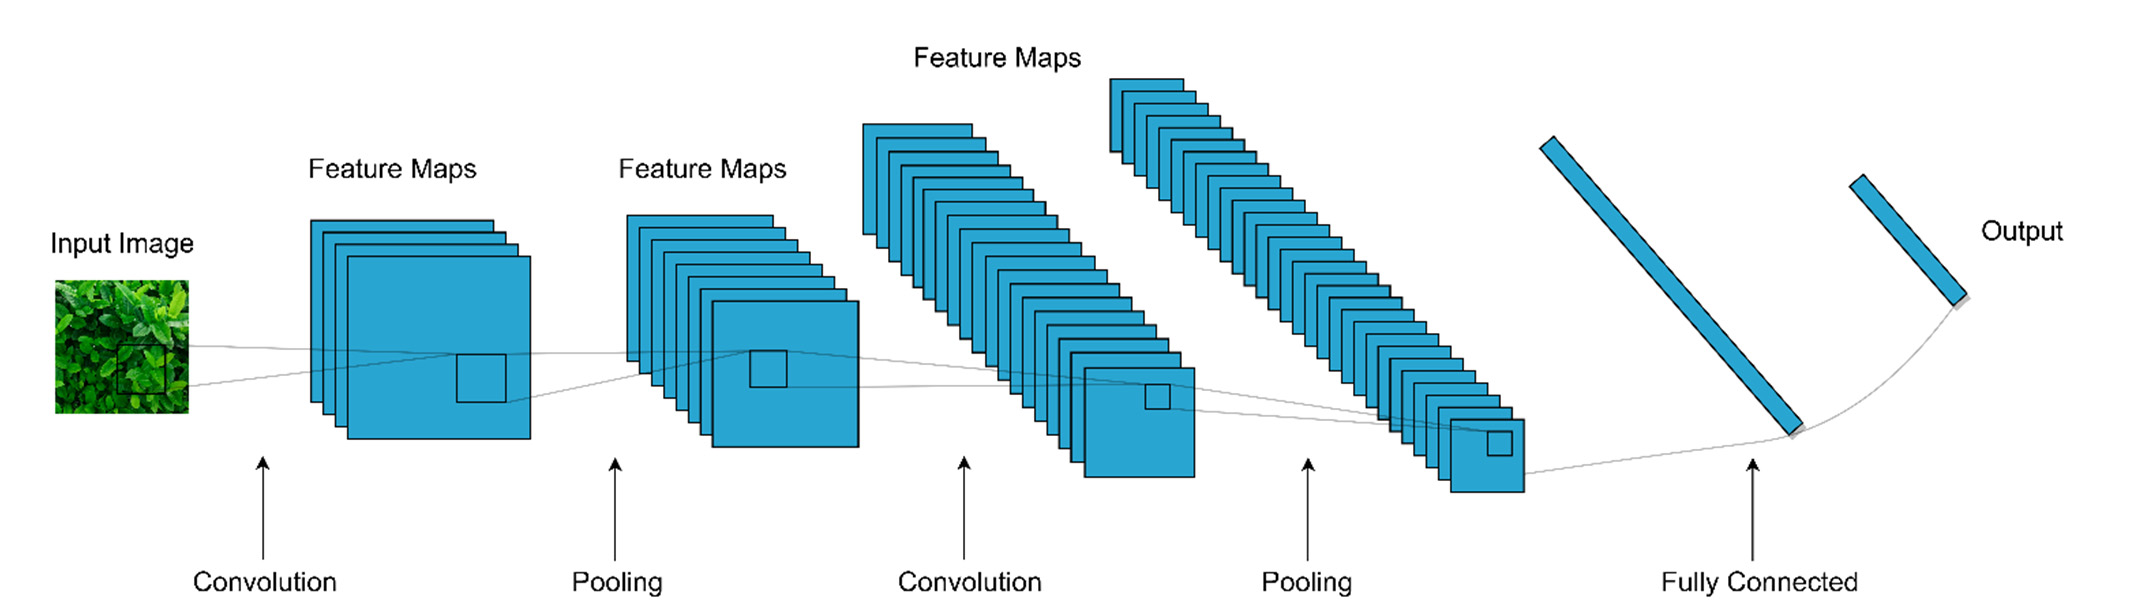 Feature Maps
Feature Maps
Feature Maps
Input Image
Output
Convolution
Pooling
Convolution
Pooling
Fully Connected